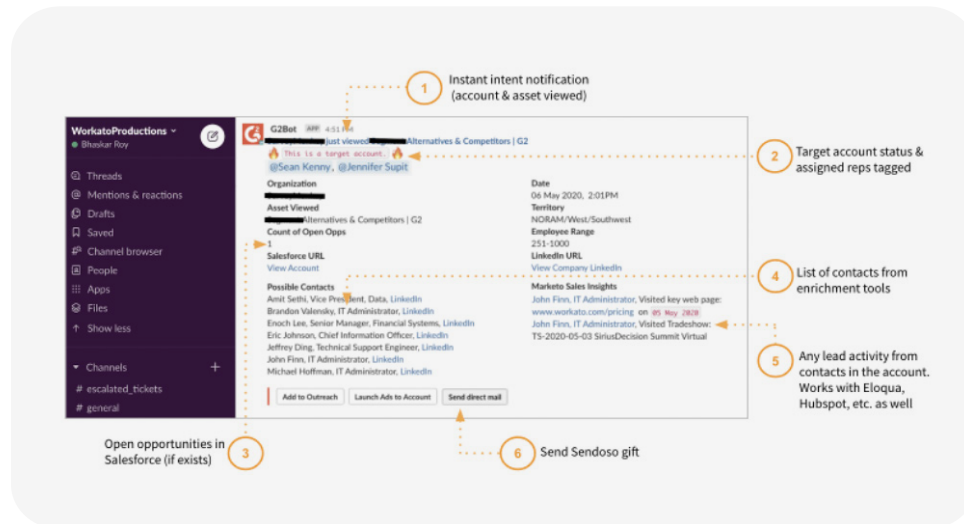 1
Instant intent notification
(account & asset viewed)
WorkatoProductions
Bhaskar Roy
Threads
Mentions & reactions
Drafts
Saved
Channel browser
People
Apps
Files
Show less
Channels
# escalated_tickets
# general
G2Bot APP 4:51 PM
just viewed Alternatives & Competitors | G2
This is a target account.
@Sean Kenny, @Jennifer Supit
Organization
Asset Viewed
Alternatives & Competitors | G2
Count of Open Opps
1
Salesforce URL
View Account
Date
06 May 2020, 2:01PM
Territory
NORAM/West/Southwest
Employee Range
251-1000
LinkedIn URL
View Company LinkedIn
Possible Contacts
Amit Sethi, Vice President, Data, LinkedIn
Brandon Valensky, IT Administrator, LinkedIn
Enoch Lee, Senior Manager, Financial Systems, LinkedIn
Eric Johnson, Chief Information Officer, LinkedIn
Jeffrey Ding, Technical Support Engineer, LinkedIn
John Finn, IT Administrator, LinkedIn
Michael Hoffman, IT Administrator, LinkedIn
Marketo Sales Insights
John Finn, IT Administrator, Visited key web page:
www.workato.com/pricing on 05 May 2020
John Finn, IT Administrator, Visited Tradeshow:
TS-2020-05-03 SiriusDecision Summit Virtual
Add to Outreach
Launch Ads to Account
Send direct mail
2
Target account status &
assigned reps tagged
4
List of contacts from
enrichment tools
5
Any lead activity from
contacts in the account.
Works with Eloqua,
Hubspot, etc. as well
Open opportunities in
Salesforce (if exists)
3
6
Send Sendoso gift